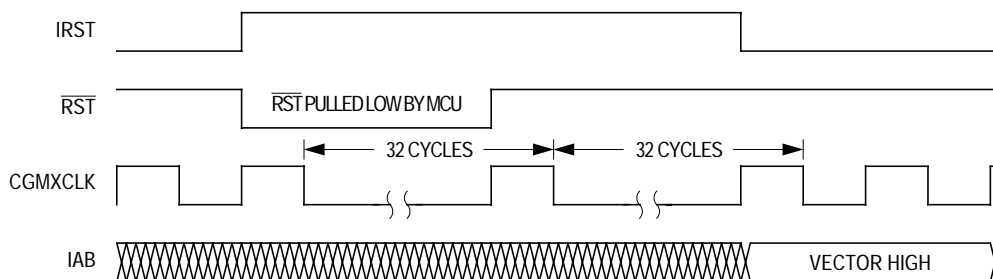 IRST
RST
RST PULLED LOW BY MCU
32 CYCLES
32 CYCLES
CGMXCLK
IAB
VECTOR HIGH